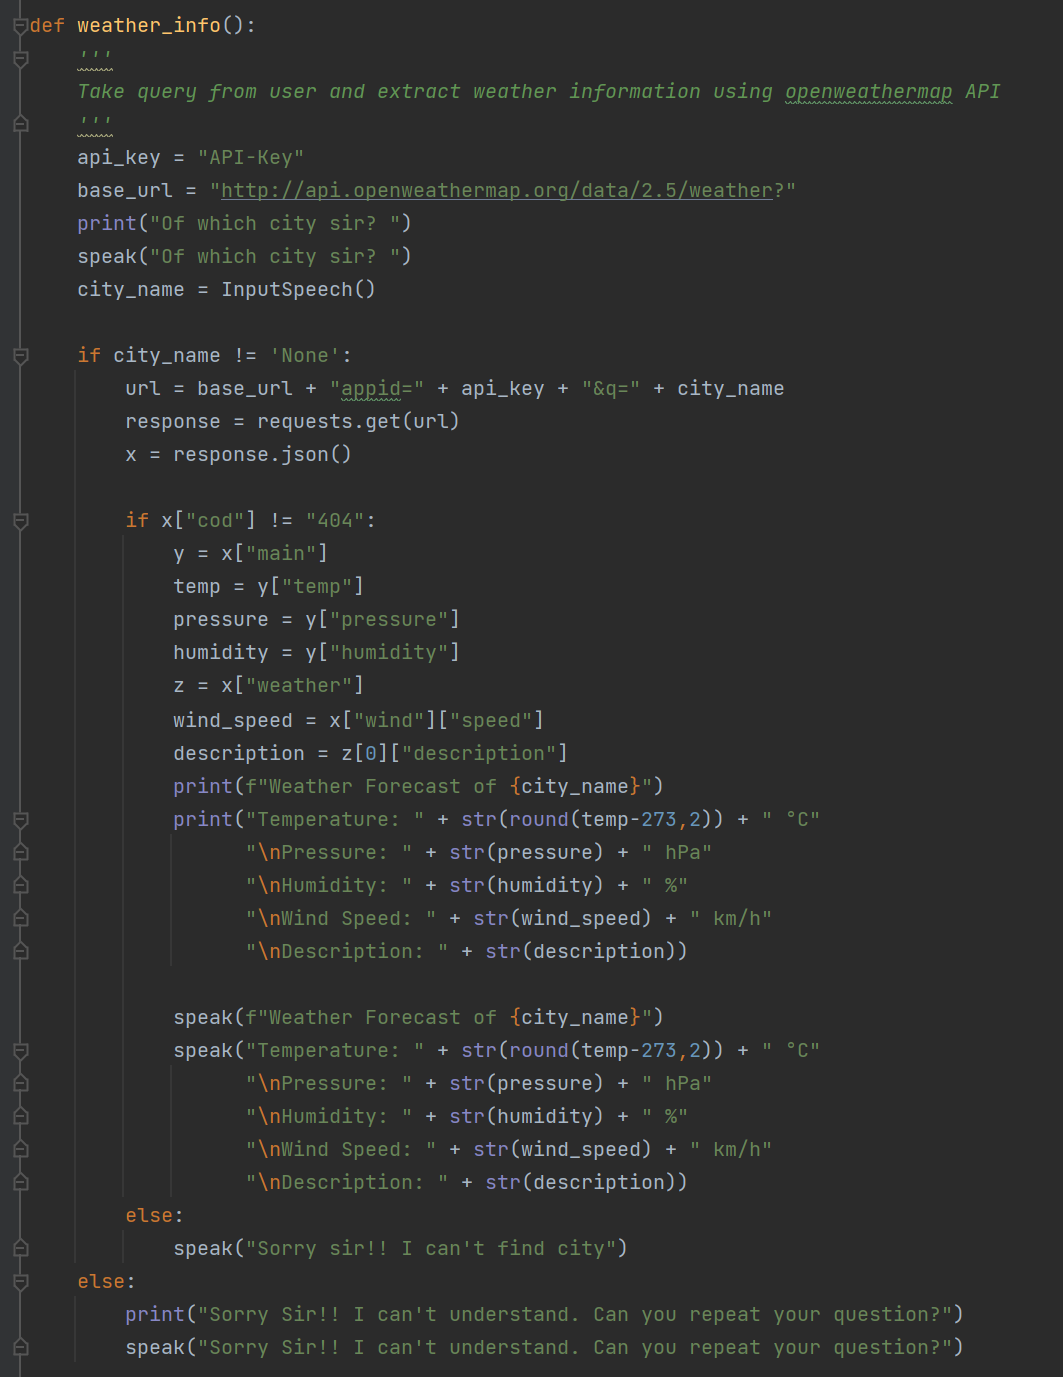 def weather_info():
    '''
    Take query from user and extract weather information using openweathermap API
    '''
    api_key = "API-Key"
    base_url = "http://api.openweathermap.org/data/2.5/weather?"
    print("Of which city sir? ")
    speak("Of which city sir? ")
    city_name = InputSpeech()

    if city_name != 'None':
        url = base_url + "appid=" + api_key + "&q=" + city_name
        response = requests.get(url)
        x = response.json()

        if x["cod"] != "404":
            y = x["main"]
            temp = y["temp"]
            pressure = y["pressure"]
            humidity = y["humidity"]
            z = x["weather"]
            wind_speed = x["wind"]["speed"]
            description = z[0]["description"]
            print(f"Weather Forecast of {city_name}")
            print("Temperature: " + str(round(temp-273,2)) + " °C"
                  "\nPressure: " + str(pressure) + " hPa"
                  "\nHumidity: " + str(humidity) + " %"
                  "\nWind Speed: " + str(wind_speed) + " km/h"
                  "\nDescription: " + str(description))

            speak(f"Weather Forecast of {city_name}")
            speak("Temperature: " + str(round(temp-273,2)) + " °C"
                  "\nPressure: " + str(pressure) + " hPa"
                  "\nHumidity: " + str(humidity) + " %"
                  "\nWind Speed: " + str(wind_speed) + " km/h"
                  "\nDescription: " + str(description))
        else:
            speak("Sorry sir!! I can't find city")
    else:
        print("Sorry Sir!! I can't understand. Can you repeat your question?")
        speak("Sorry Sir!! I can't understand. Can you repeat your question?")